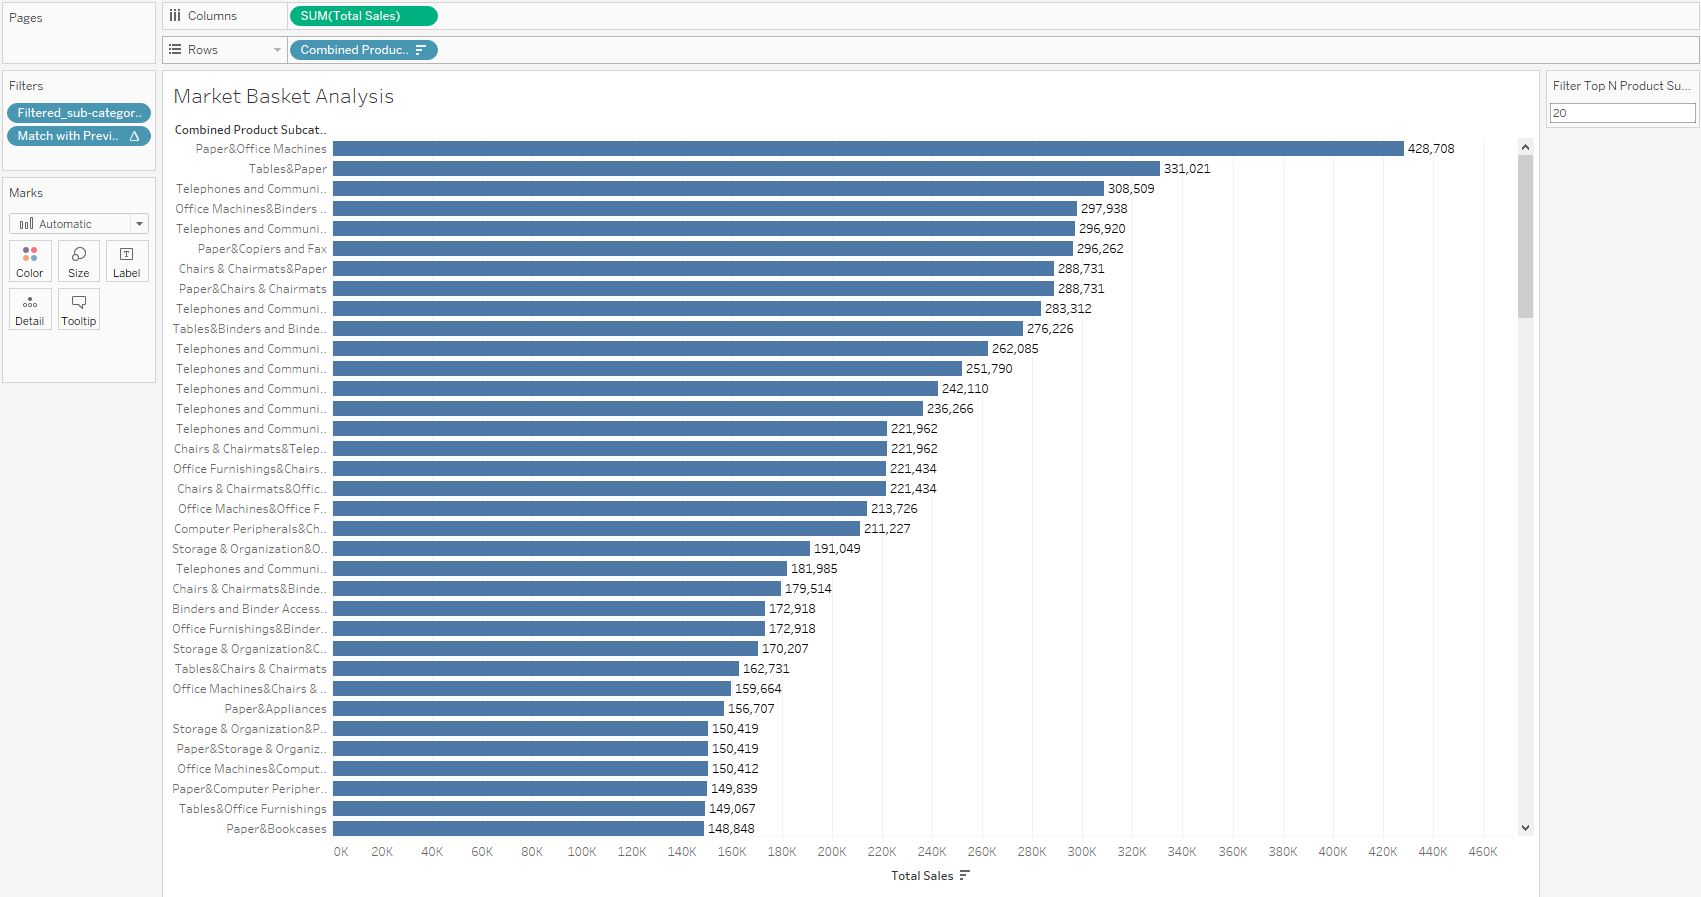 Pages
Columns
SUM(Total Sales)
Rows
Combined Produc..
Filters
Filtered_sub-categor..
Match with Previ..
Marks
Automatic
Color
Size
Label
Detail
Tooltip
Market Basket Analysis
Combined Product Subcat..
Paper&Office Machines 428,708
Tables&Paper 331,021
Telephones and Communi.. 308,509
Office Machines&Binders .. 297,938
Telephones and Communi.. 296,920
Paper&Copiers and Fax 296,262
Chairs & Chairmats&Paper 288,731
Paper&Chairs & Chairmats 288,731
Telephones and Communi.. 283,312
Tables&Binders and Binde.. 276,226
Telephones and Communi.. 262,085
Telephones and Communi.. 251,790
Telephones and Communi.. 242,110
Telephones and Communi.. 236,266
Telephones and Communi.. 221,962
Chairs & Chairmats&Telep.. 221,962
Office Furnishings&Chairs.. 221,434
Chairs & Chairmats&Offic.. 221,434
Office Machines&Office F.. 213,726
Computer Peripherals&Ch.. 211,227
Storage & Organization&O.. 191,049
Telephones and Communi.. 181,985
Chairs & Chairmats&Binde.. 179,514
Binders and Binder Access.. 172,918
Office Furnishings&Binder.. 172,918
Storage & Organization&C.. 170,207
Tables&Chairs & Chairmats 162,731
Office Machines&Chairs & .. 159,664
Paper&Appliances 156,707
Storage & Organization&P.. 150,419
Paper&Storage & Organiz.. 150,419
Office Machines&Comput.. 150,412
Paper&Computer Peripher.. 149,839
Tables&Office Furnishings 149,067
Paper&Bookcases 148,848
0K 20K 40K 60K 80K 100K 120K 140K 160K 180K 200K 220K 240K 260K 280K 300K 320K 340K 360K 380K 400K 420K 440K 460K
Total Sales
Filter Top N Product Su...
20